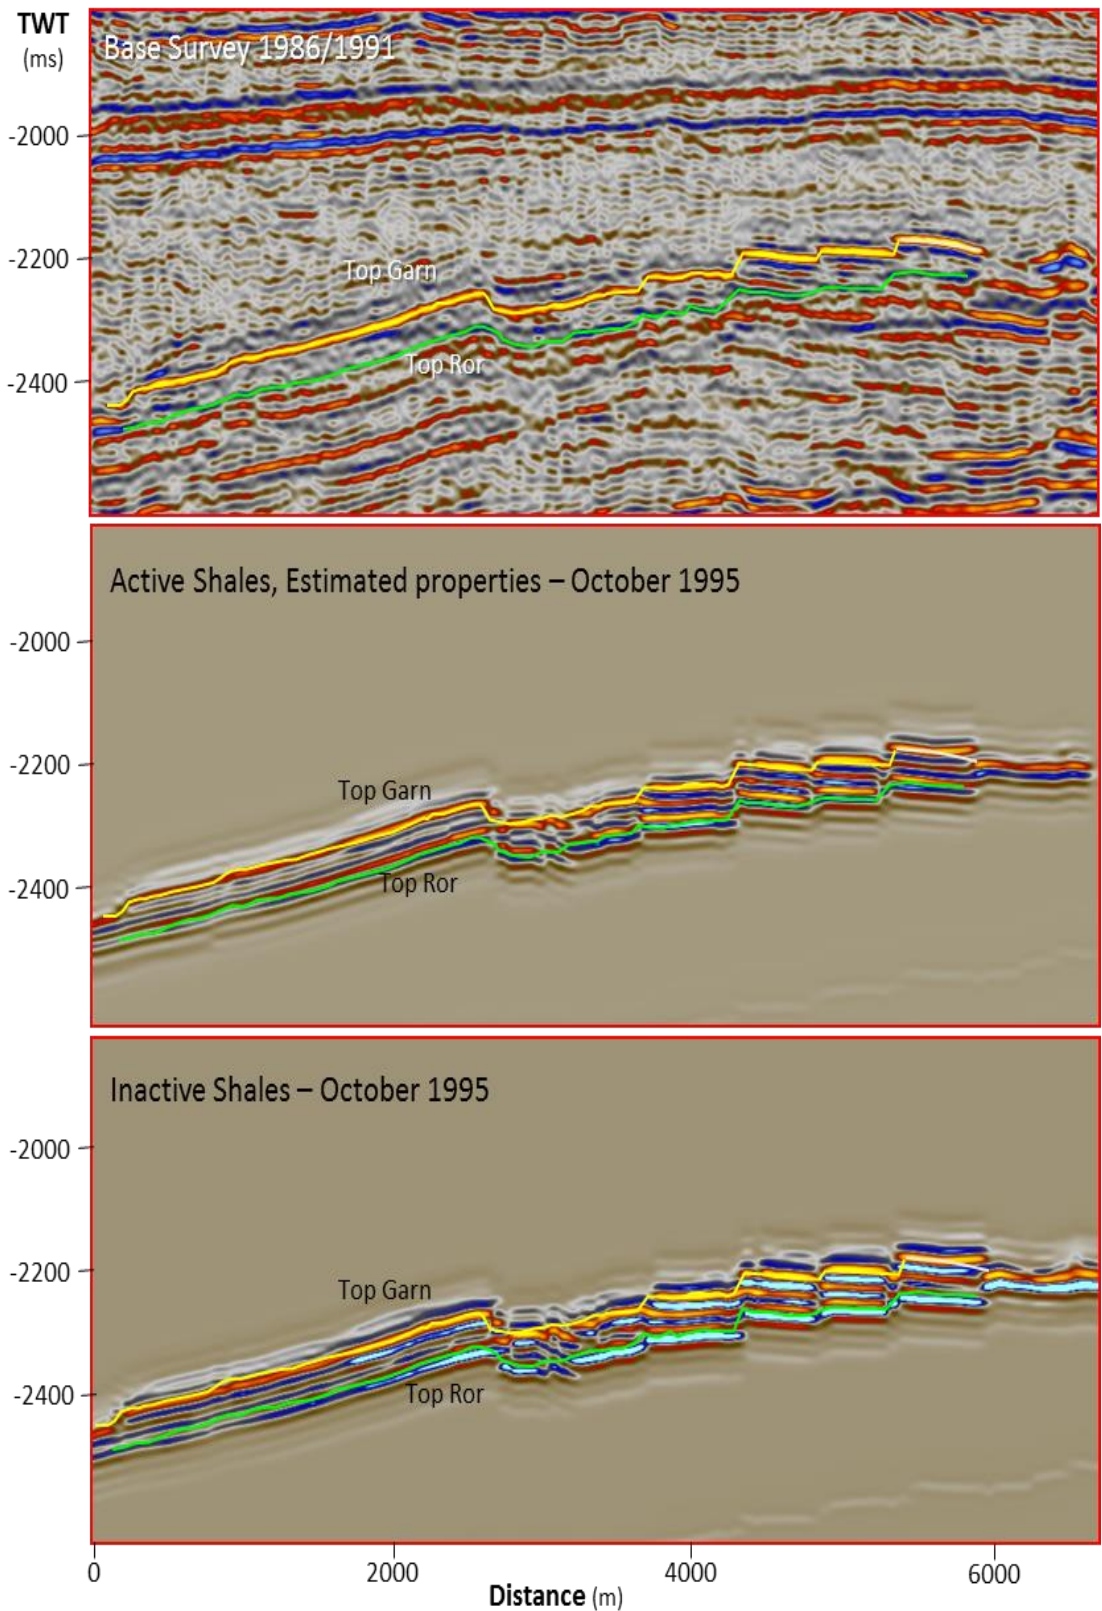 TWT
(ms)
Base Survey 1986/1991
-2000
-2200
Top Garn
Top Ror
-2400
Active Shales, Estimated properties – October 1995
-2000
-2200
Top Garn
Top Ror
-2400
Inactive Shales – October 1995
-2000
-2200
Top Garn
Top Ror
-2400
0 2000 4000 6000
Distance (m)